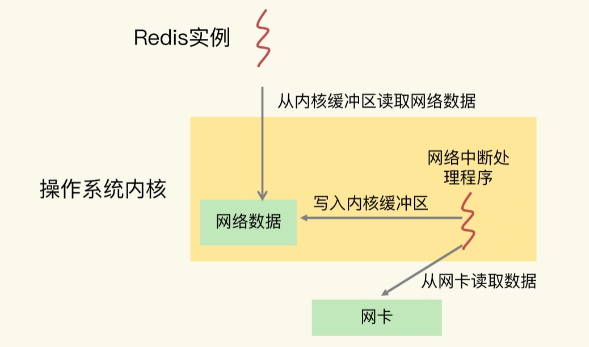 Redis实例
从内核缓冲区读取网络数据
操作系统内核
网络中断处
理程序
写入内核缓冲区
网络数据
从网卡读取数据
网卡